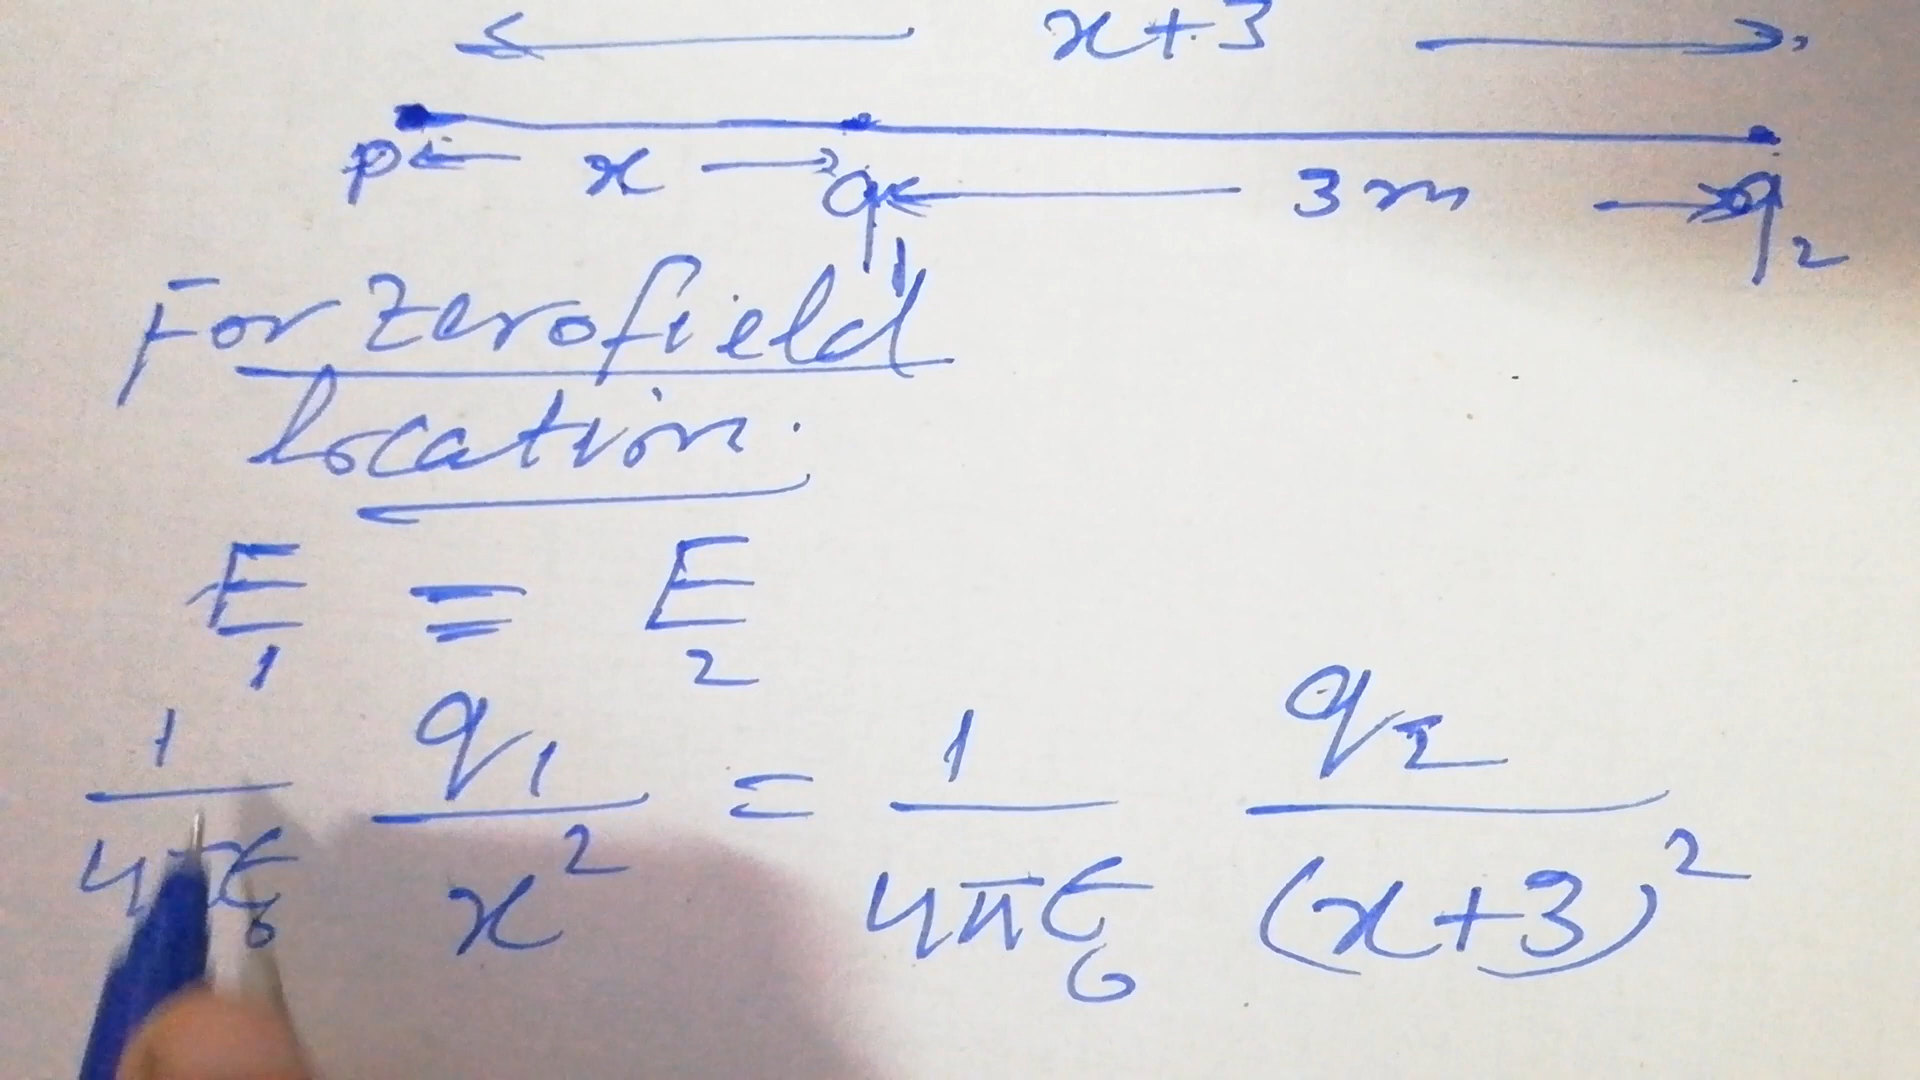 ← x+3 →
P ← x → q₁ ← 3m → q₂
For Zero field
location.
E₁ = E₂
1/4πε₀ q₁/x² = 1/4πε₀ q₂/(x+3)²